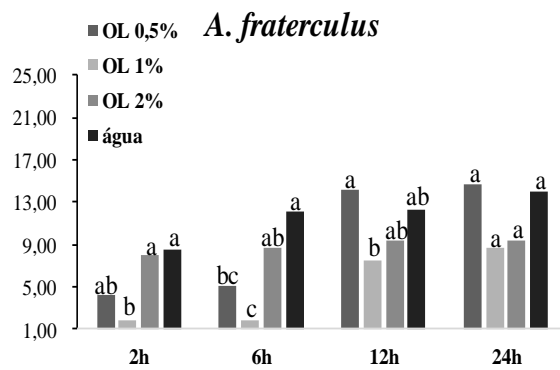 A. fraterculus
OL 0,5%
OL 1%
OL 2%
água
25,00
21,00
17,00
13,00
9,00
5,00
1,00
ab b a a
bc c ab a
a b ab ab
a a a a
2h 6h 12h 24h